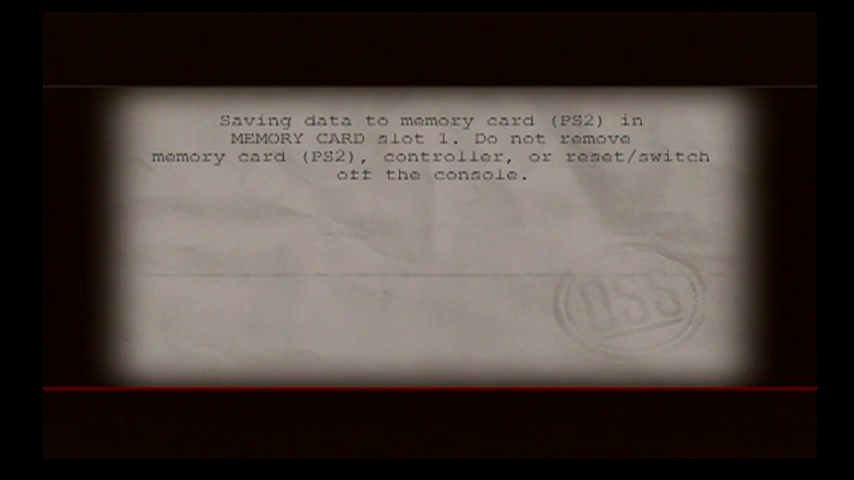 Saving data to memory card (PS2) in
MEMORY CARD slot 1. Do not remove
memory card (PS2), controller, or reset/switch
off the console.
OSS